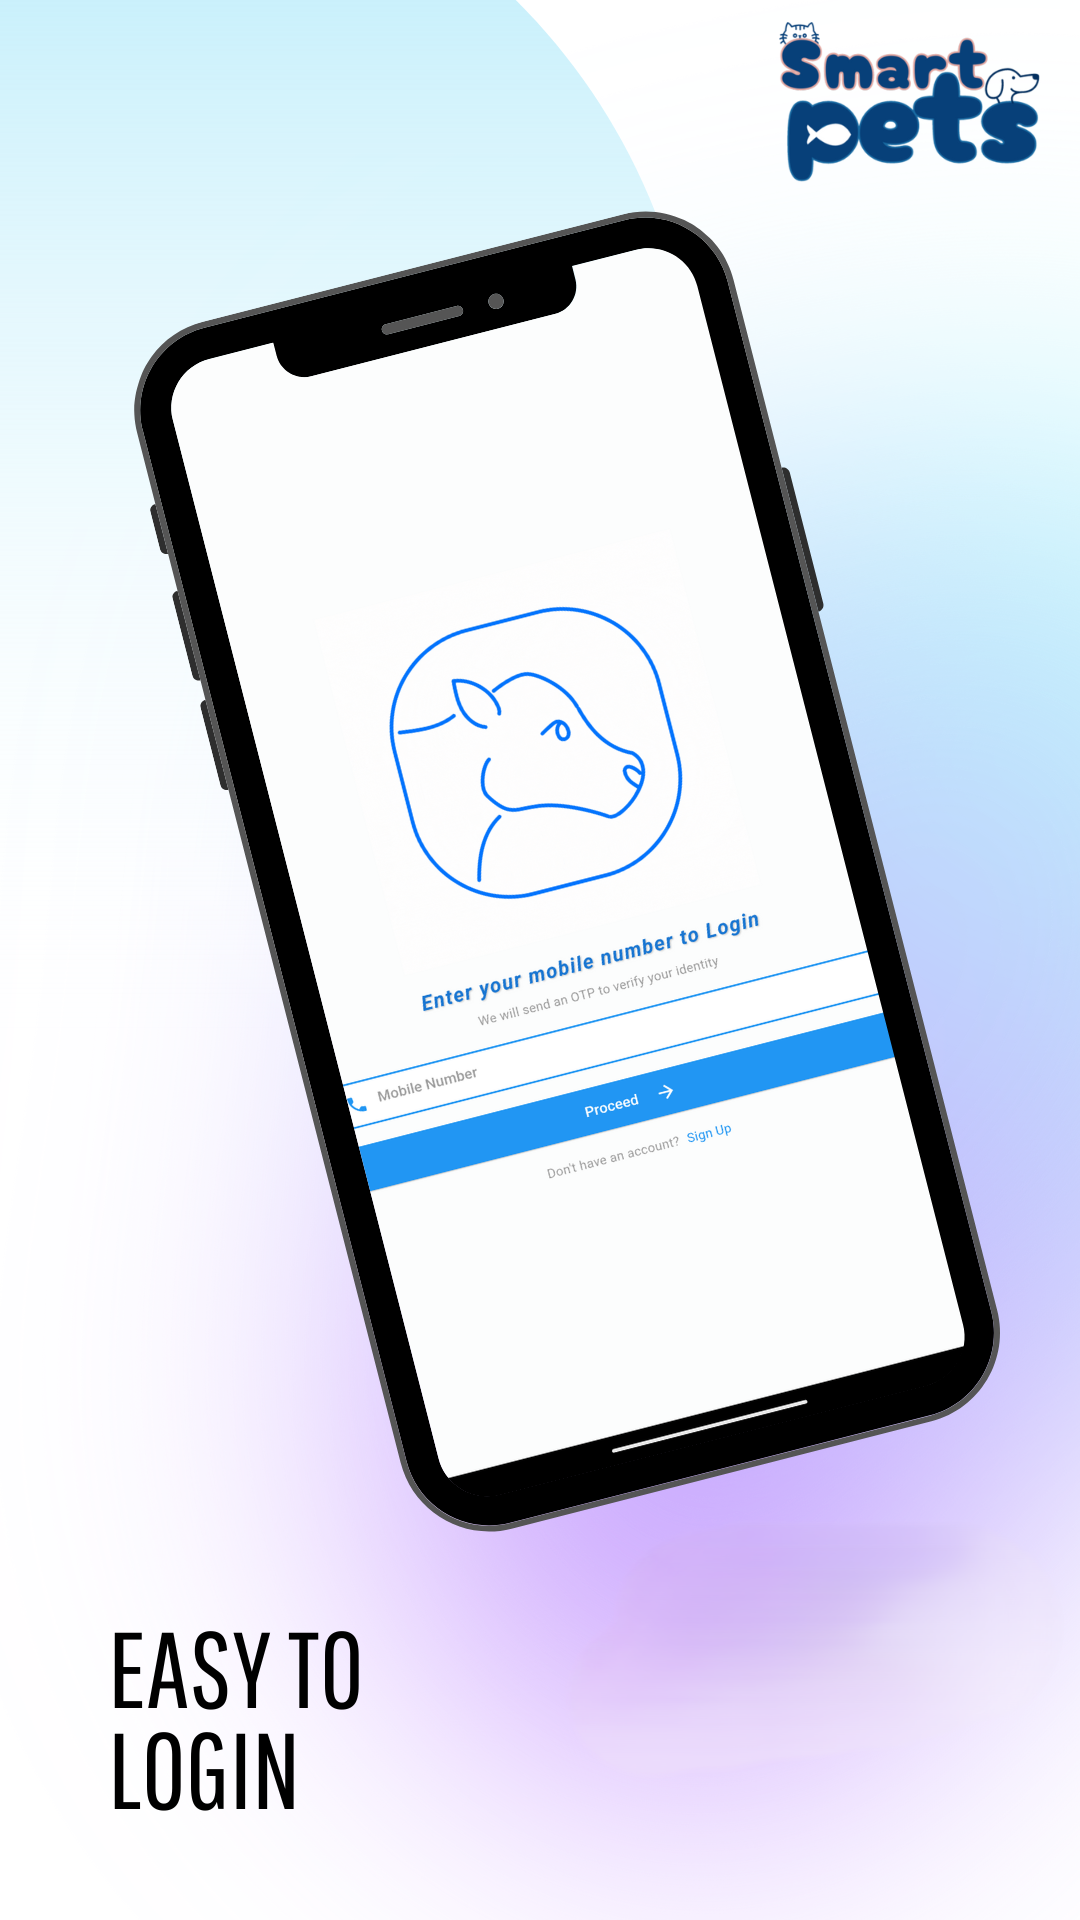 Smart
pets
Enter your mobile number to Login
We will send an OTP to verify your identity
Mobile Number
Proceed
Don't have an account? Sign Up
EASY TO
LOGIN